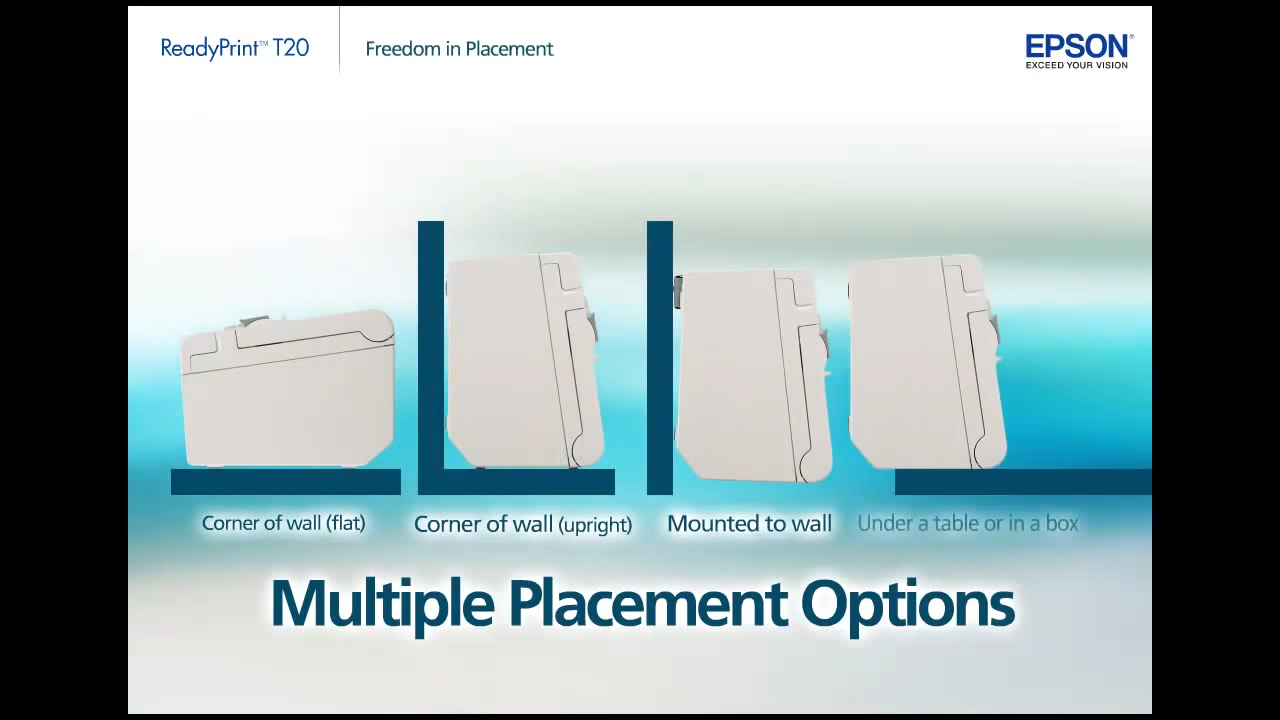 ReadyPrint™ T20
Freedom in Placement
EPSON®
EXCEED YOUR VISION
Corner of wall (flat)
Corner of wall (upright)
Mounted to wall
Under a table or in a box
Multiple Placement Options